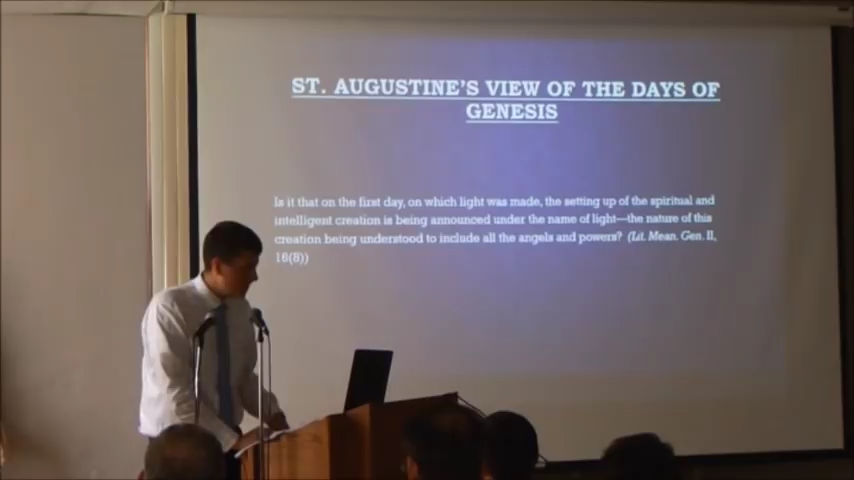 ST. AUGUSTINE'S VIEW OF THE DAYS OF
GENESIS
Is it that on the first day, on which light was made, the setting up of the spiritual and
intelligent creation is being announced under the name of light—the nature of this
creation being understood to include all the angels and powers? (Lit. Mean. Gen. II,
16(8))